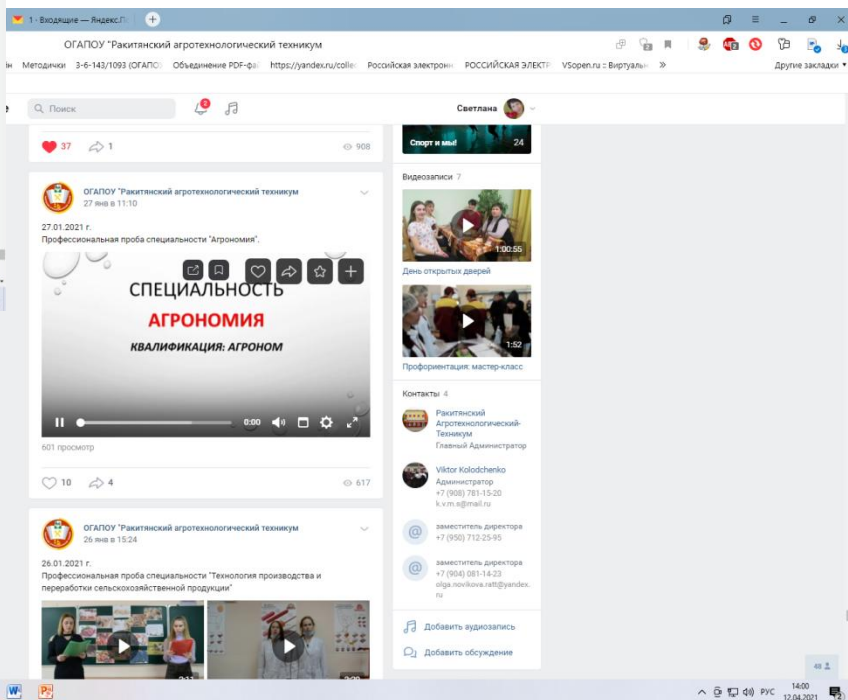 1 - Входящие — Яндекс.П
ОГАПОУ "Ракитянский агротехнологический техникум
Методички 3-6-143/1093 (ОГАПО Объединение PDF-фа https://yandex.ru/collec Российская электрон РОССИЙСКАЯ ЭЛЕКТР VSopen.ru :: Виртуаль » Другие закладки
Поиск
2
Светлана
37 1 908
ОГАПОУ "Ракитянский агротехнологический техникум
27 янв в 11:10
27.01.2021 г.
Профессиональная проба специальности "Агрономия".
СПЕЦИАЛЬНОСТЬ
АГРОНОМИЯ
КВАЛИФИКАЦИЯ: АГРОНОМ
0:00
601 просмотр
10 4 617
ОГАПОУ "Ракитянский агротехнологический техникум
26 янв в 15:24
26.01.2021 г.
Профессиональная проба специальности "Технология производства и
переработки сельскохозяйственной продукции"
Спорт и мы! 24
Видеозаписи 7
1:00:55
День открытых дверей
1:52
Профориентация: мастер-класс
Контакты 4
Ракитянский
Агротехнологический-
Техникум
Главный Администратор
Viktor Kolodchenko
Администратор
+7 (908) 781-15-20
k.v.m.s@mail.ru
заместитель директора
+7 (950) 712-25-95
заместитель директора
+7 (904) 081-14-23
olga.novikova.ratt@yandex.
ru
Добавить аудиозапись
Добавить обсуждение
48
РУС 14:00
12.04.2021